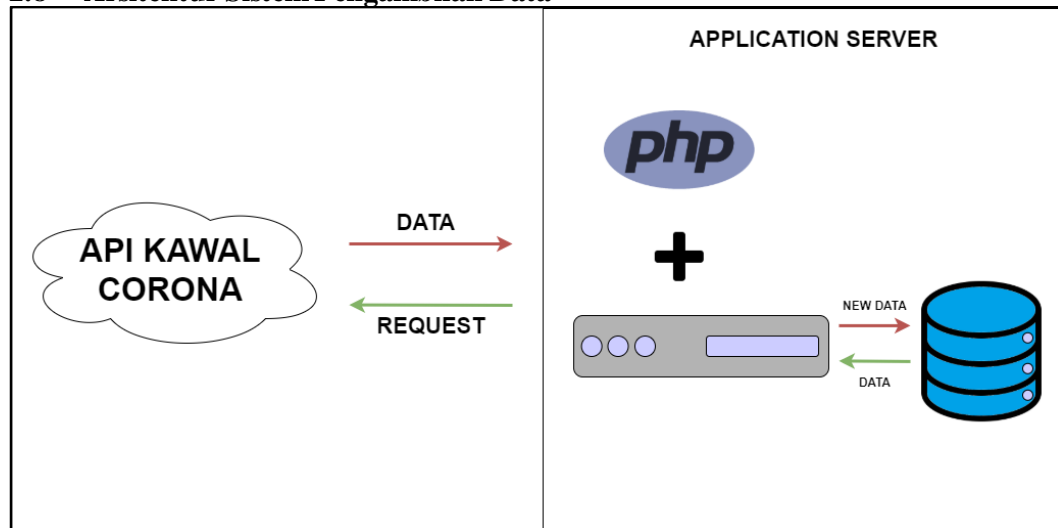 APPLICATION SERVER
php
API KAWAL
CORONA
DATA
REQUEST
NEW DATA
DATA